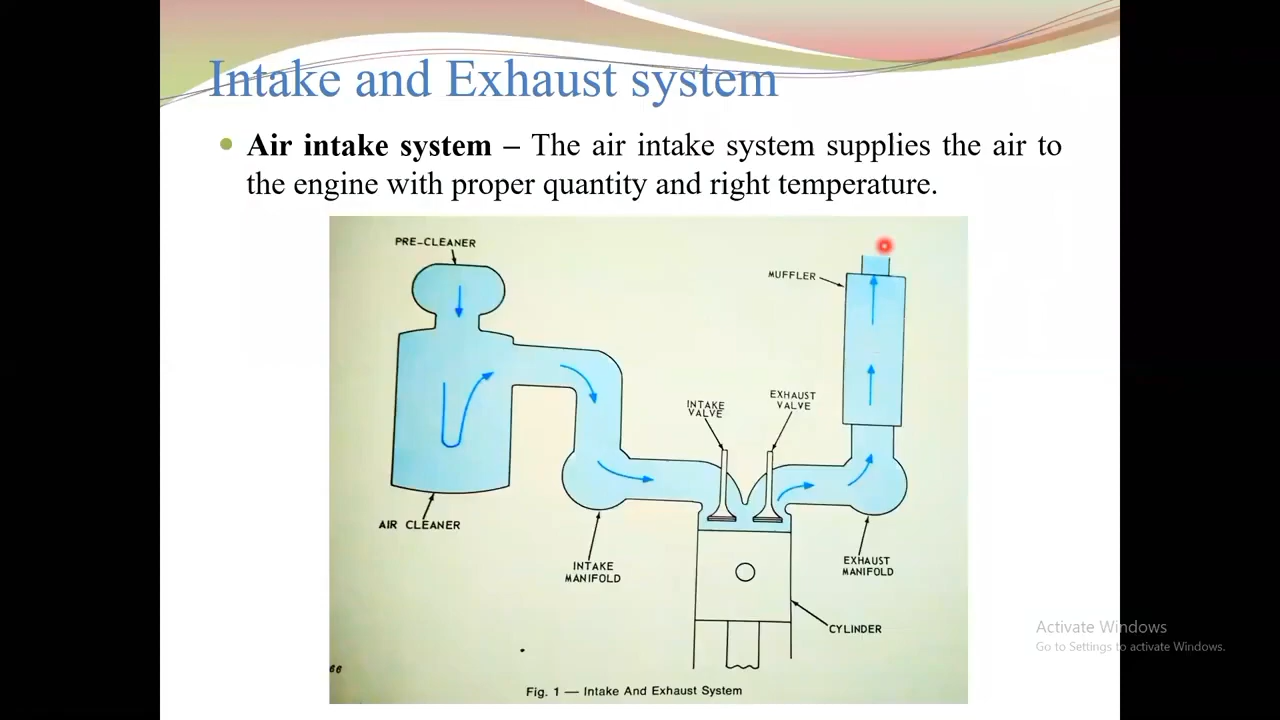 Intake and Exhaust system
Air intake system – The air intake system supplies the air to
the engine with proper quantity and right temperature.
PRE-CLEANER
MUFFLER
INTAKE
VALVE
EXHAUST
VALVE
AIR CLEANER
INTAKE
MANIFOLD
EXHAUST
MANIFOLD
CYLINDER
66
Fig. 1 — Intake And Exhaust System
Activate Windows
Go to Settings to activate Windows.